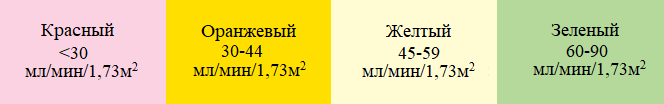 Красный
<30
мл/мин/1,73м²
Оранжевый
30-44
мл/мин/1,73м²
Желтый
45-59
мл/мин/1,73м²
Зеленый
60-90
мл/мин/1,73м²